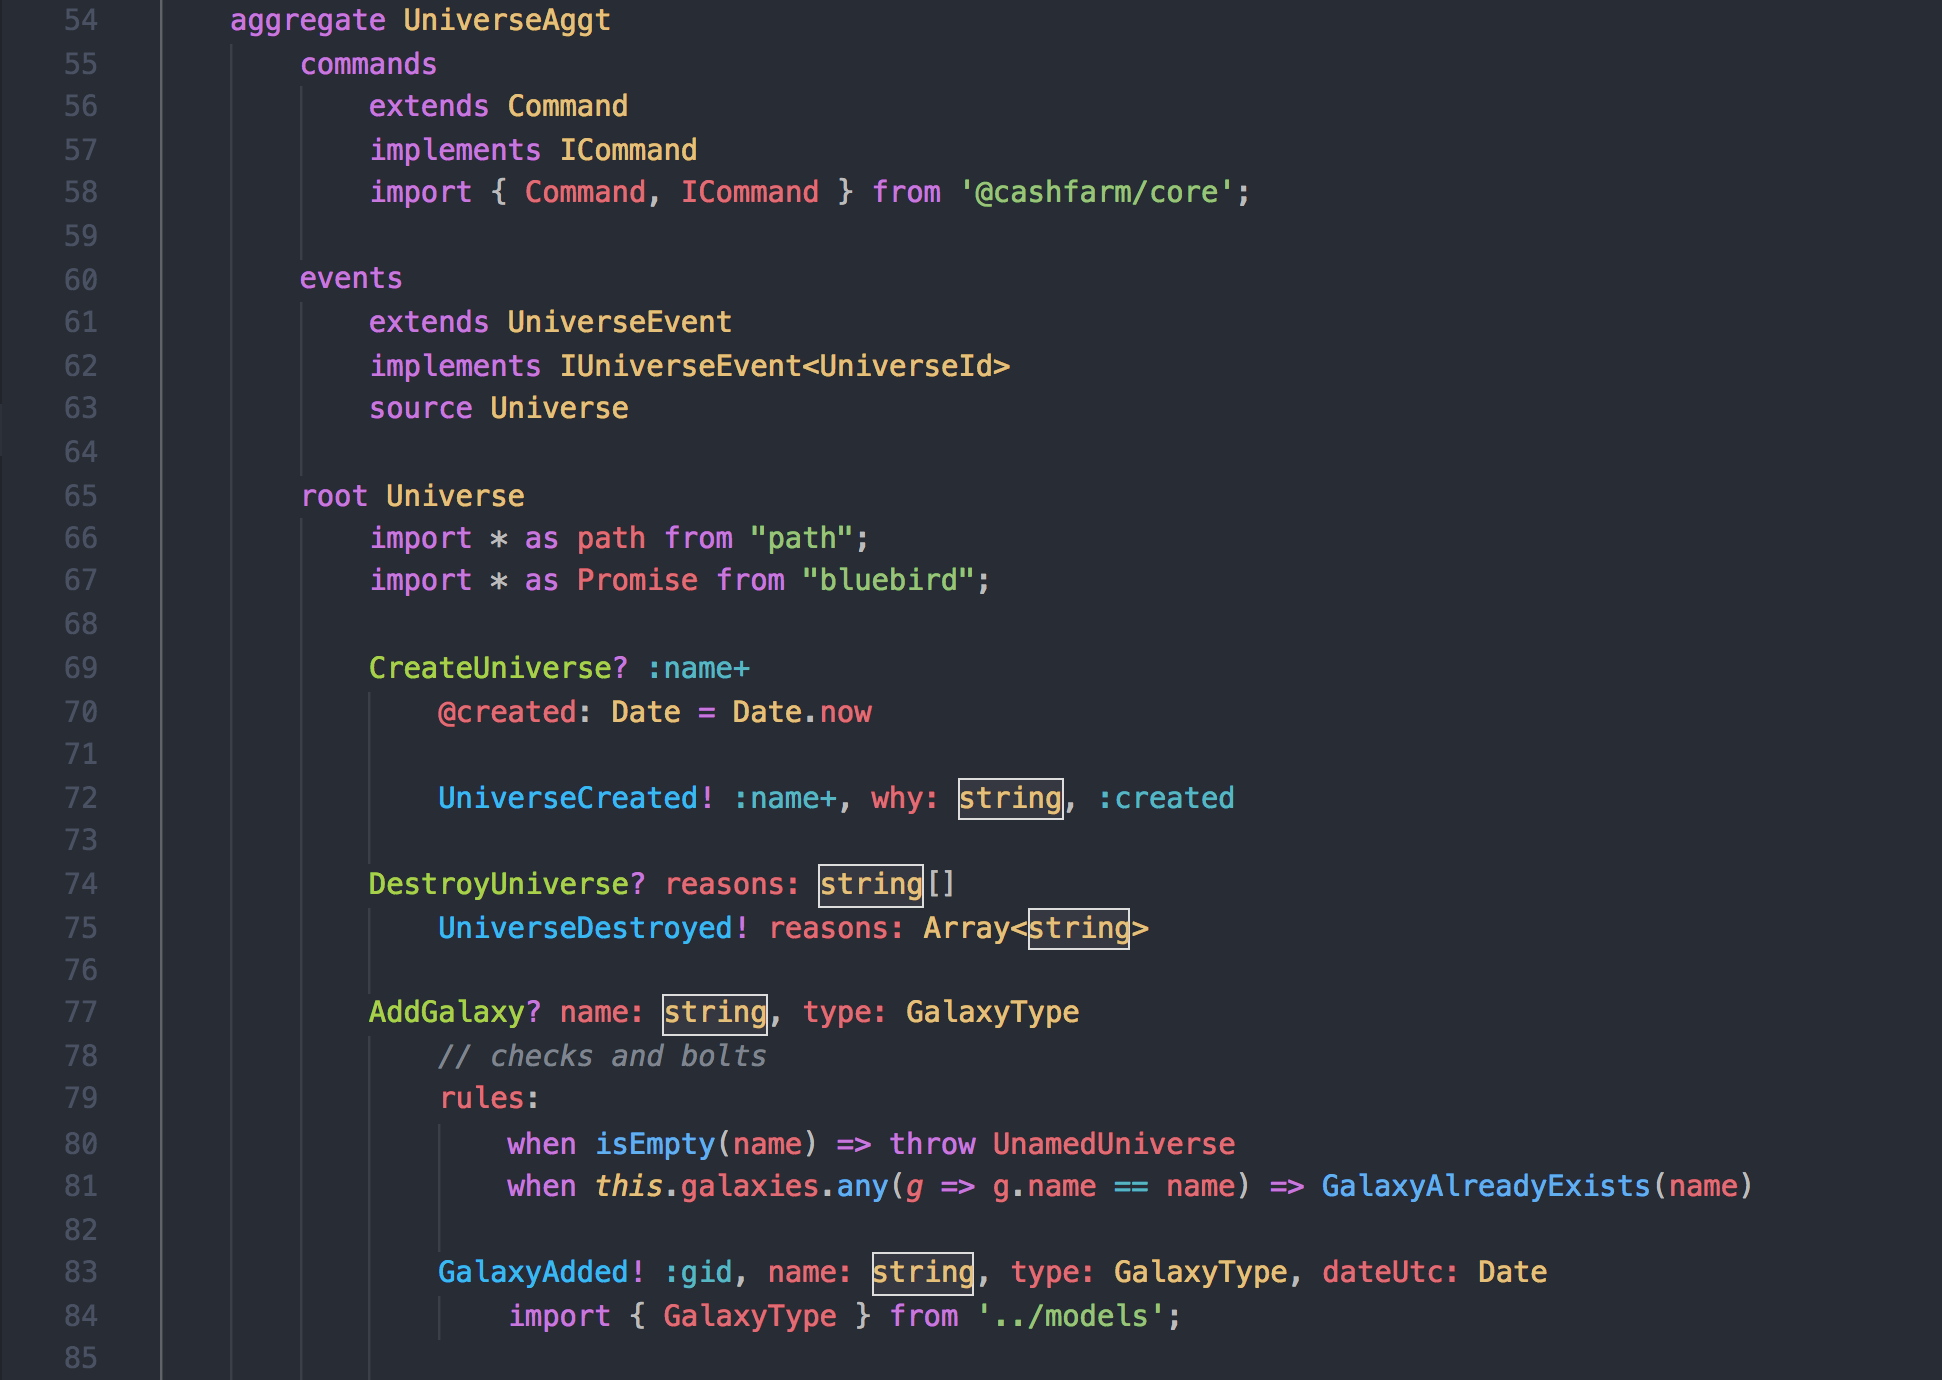 54 aggregate UniverseAggt
55 commands
56 extends Command
57 implements ICommand
58 import { Command, ICommand } from '@cashfarm/core';
59
60 events
61 extends UniverseEvent
62 implements IUniverseEvent<UniverseId>
63 source Universe
64
65 root Universe
66 import * as path from "path";
67 import * as Promise from "bluebird";
68
69 CreateUniverse? :name+
70 @created: Date = Date.now
71
72 UniverseCreated! :name+, why: string, :created
73
74 DestroyUniverse? reasons: string[]
75 UniverseDestroyed! reasons: Array<string>
76
77 AddGalaxy? name: string, type: GalaxyType
78 // checks and bolts
79 rules:
80 when isEmpty(name) => throw UnamedUniverse
81 when this.galaxies.any(g => g.name == name) => GalaxyAlreadyExists(name)
82
83 GalaxyAdded! :gid, name: string, type: GalaxyType, dateUtc: Date
84 import { GalaxyType } from '../models';
85